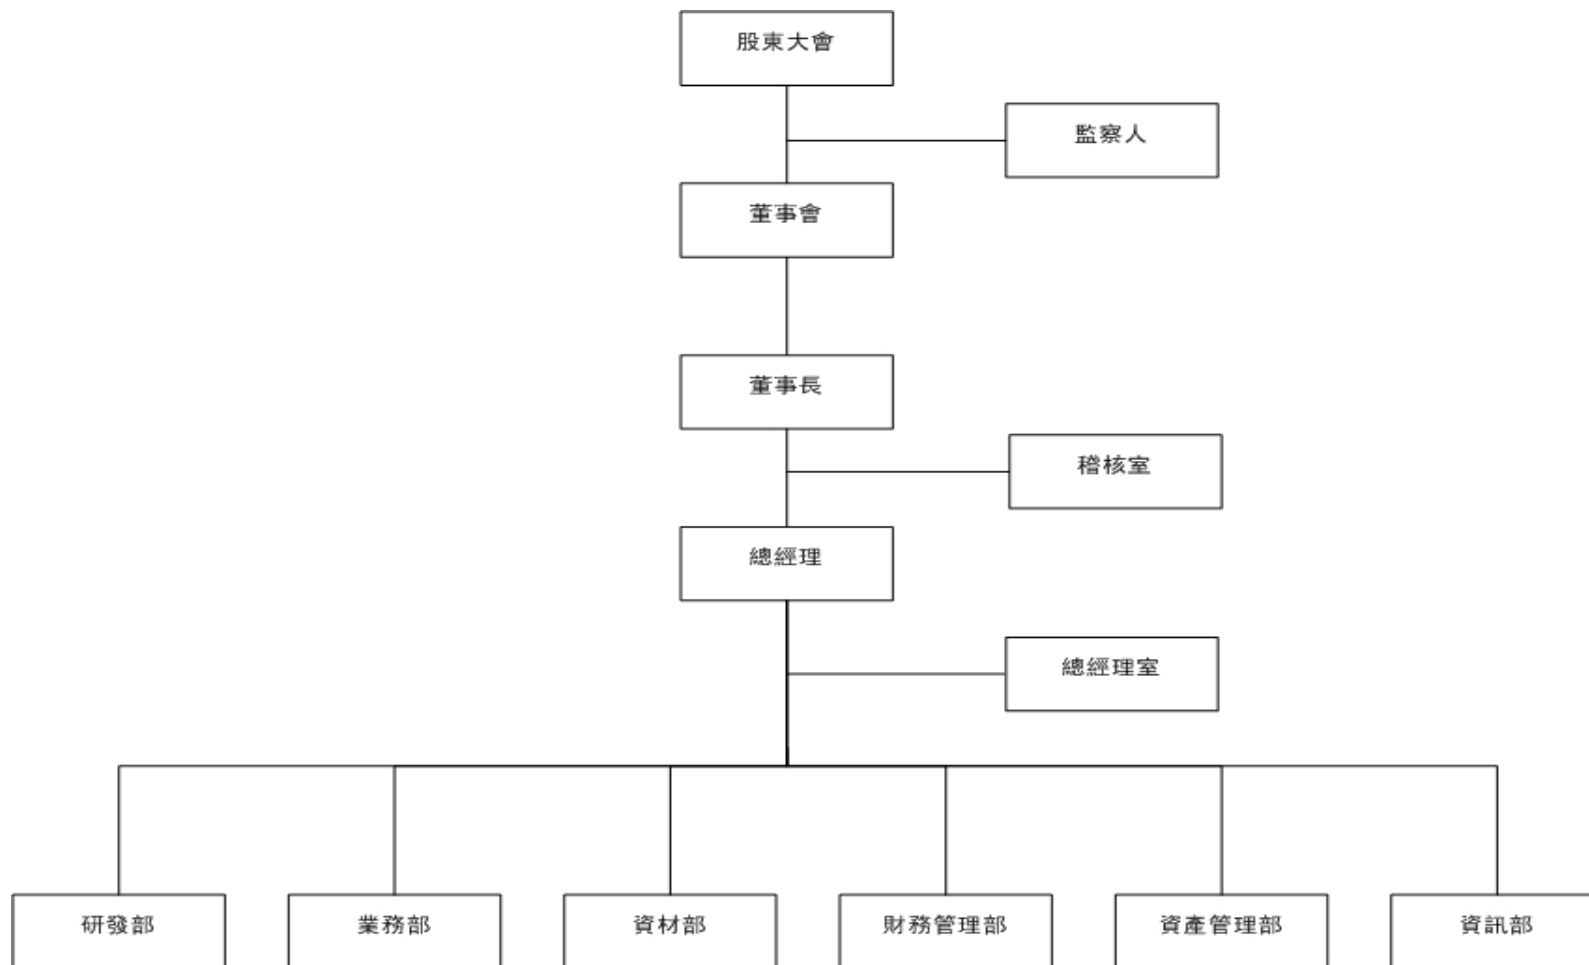 股東大會
監察人
董事會
董事長
稽核室
總經理
總經理室
研發部
業務部
資材部
財務管理部
資產管理部
資訊部